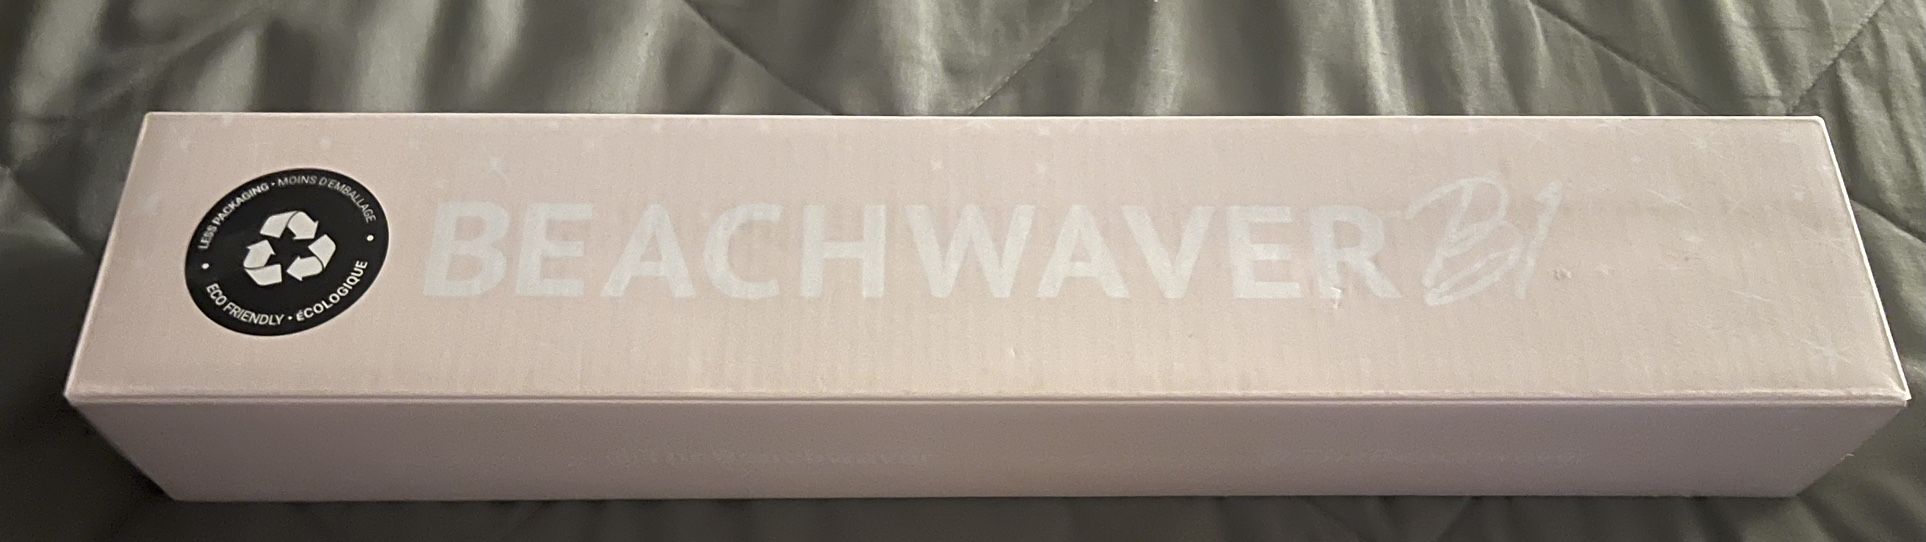 LESS PACKAGING • MOINS D'EMBALLAGE
• ECO FRIENDLY • ÉCOLOGIQUE •
BEACHWAVER B1